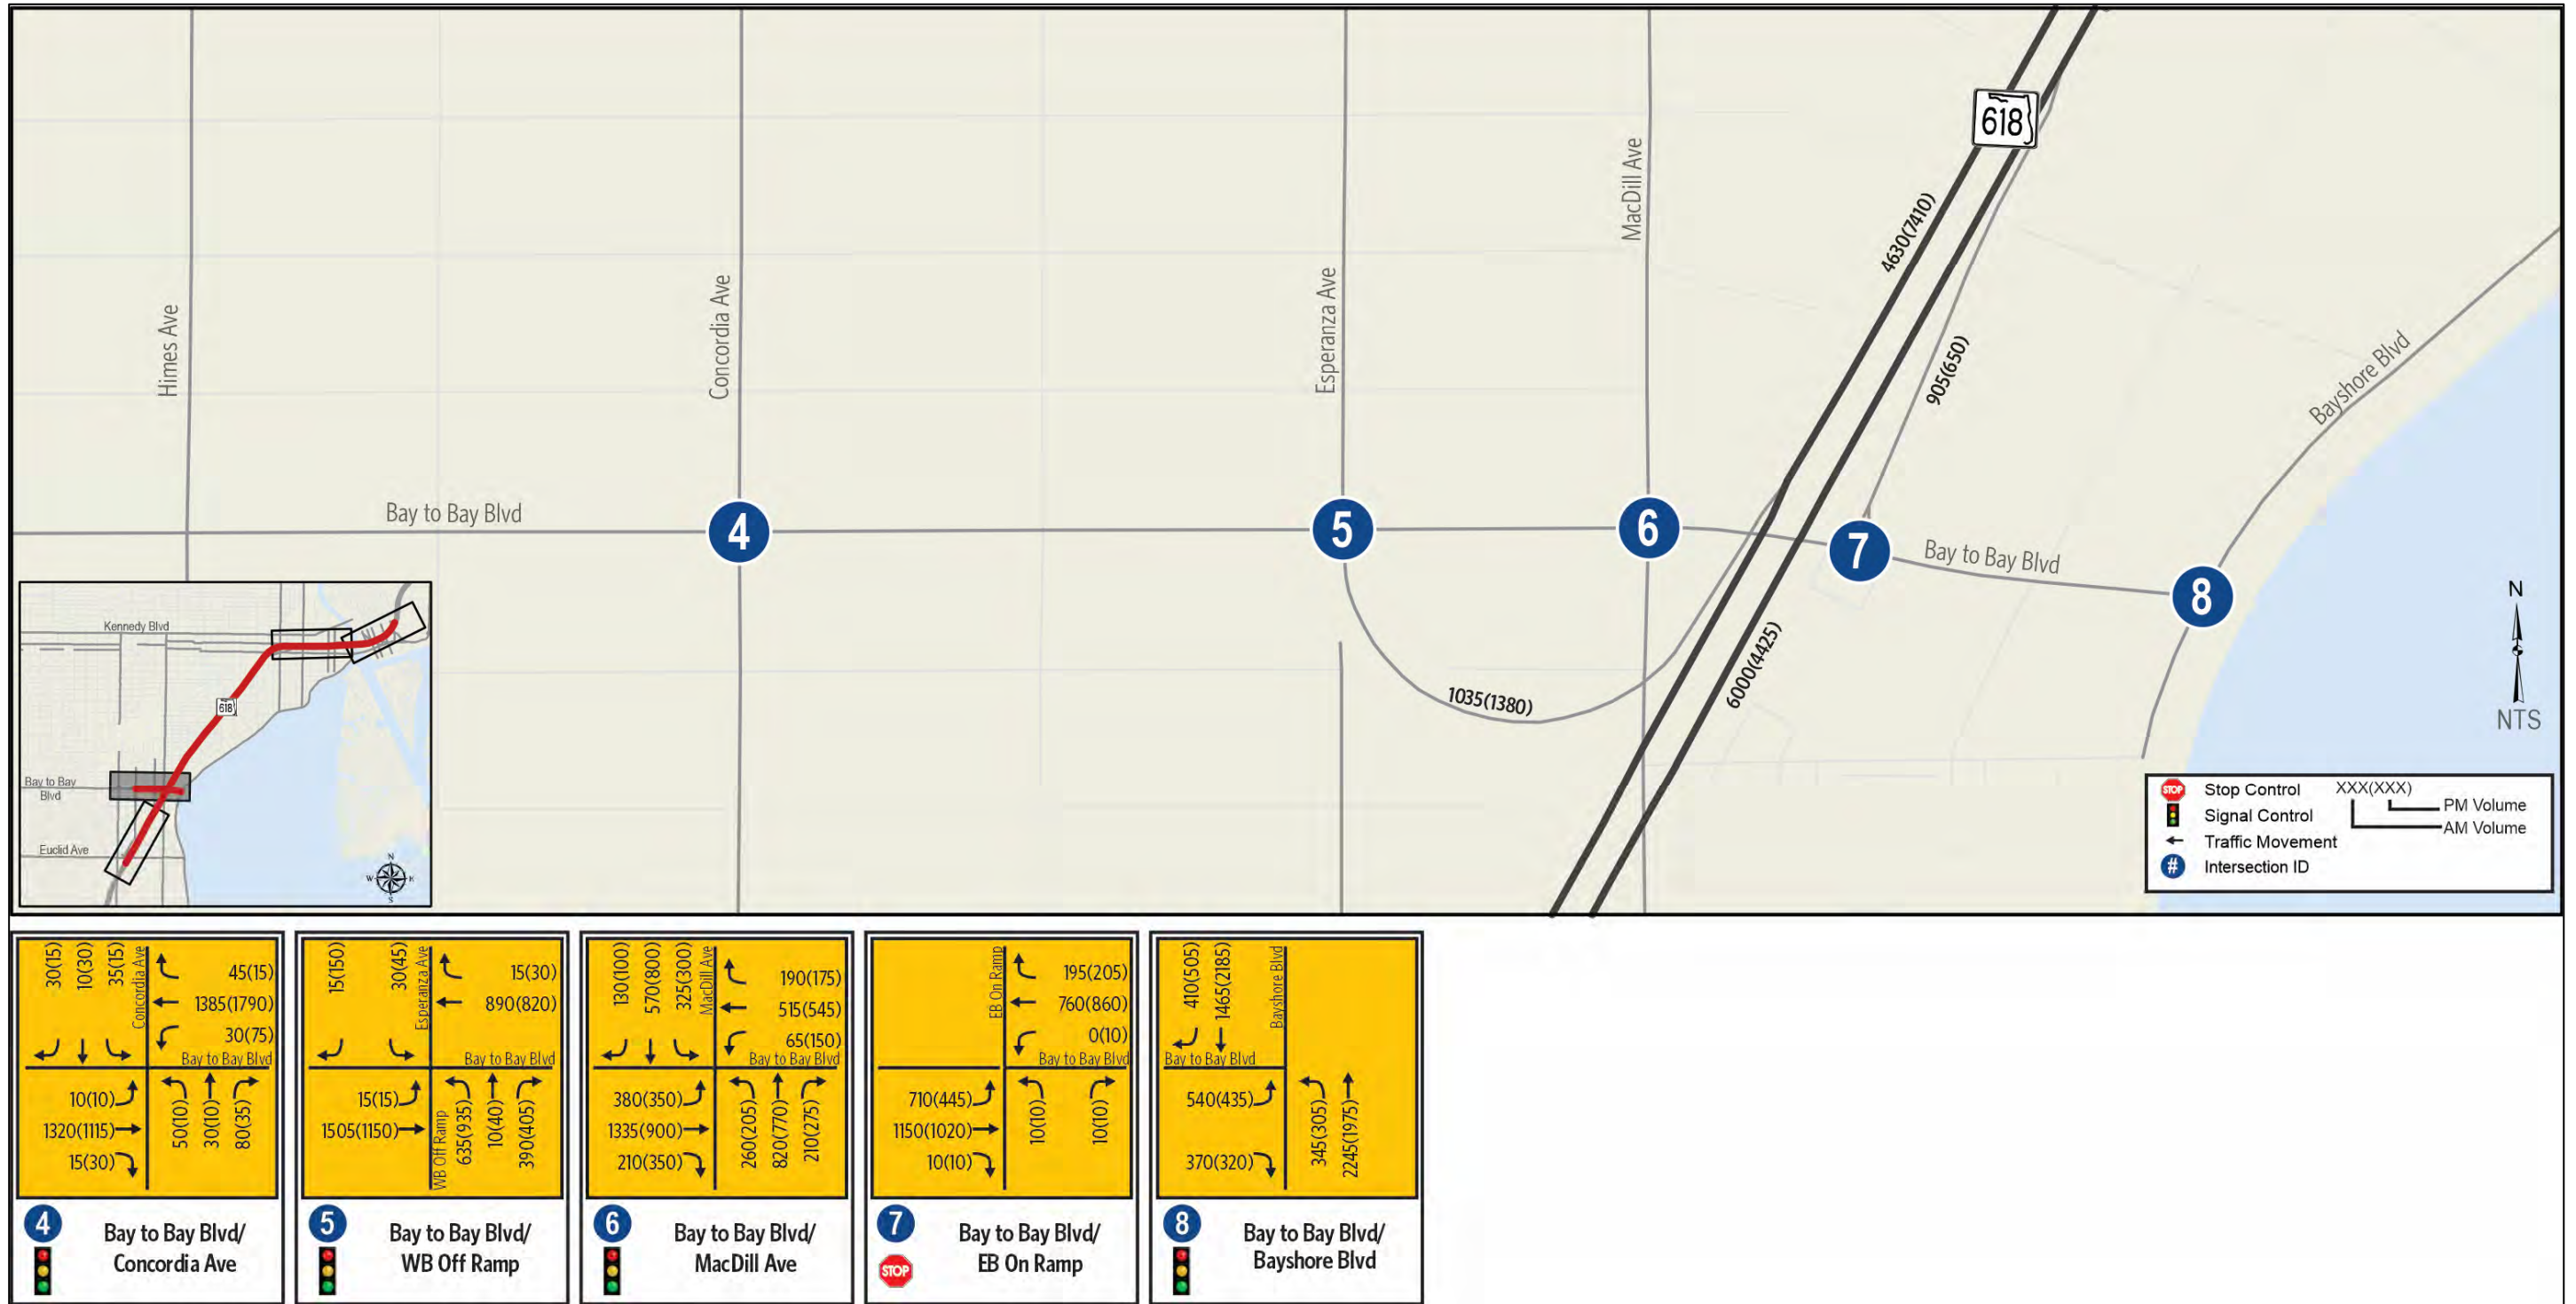 618
MacDill Ave
4630(7410)
Esperanza Ave
Concordia Ave
Himes Ave
905(650)
Bayshore Blvd
Bay to Bay Blvd
4
5
6
7
Bay to Bay Blvd
8
6000(4425)
1035(1380)
N
NTS
Kennedy Blvd
618
Bay to Bay
Blvd
Euclid Ave
N
W
E
S
STOP Stop Control
Signal Control
Traffic Movement
# Intersection ID
XXX(XXX)
PM Volume
AM Volume
30(15)
10(30)
35(15)
Concordia Ave
45(15)
1385(1790)
30(75)
Bay to Bay Blvd
10(10)
1320(1115)
15(30)
50(10)
30(10)
80(35)
4
Bay to Bay Blvd/
Concordia Ave
15(150)
30(45)
Esperanza Ave
15(30)
890(820)
Bay to Bay Blvd
15(15)
1505(1150)
WB Off Ramp
635(935)
10(40)
390(405)
5
Bay to Bay Blvd/
WB Off Ramp
130(100)
570(800)
325(300)
MacDill Ave
190(175)
515(545)
65(150)
Bay to Bay Blvd
380(350)
1335(900)
210(350)
260(205)
820(770)
210(275)
6
Bay to Bay Blvd/
MacDill Ave
EB On Ramp
195(205)
760(860)
0(10)
Bay to Bay Blvd
710(445)
1150(1020)
10(10)
10(10)
10(10)
7
STOP
Bay to Bay Blvd/
EB On Ramp
410(505)
1465(2185)
Bayshore Blvd
Bay to Bay Blvd
540(435)
370(320)
345(305)
2245(1975)
8
Bay to Bay Blvd/
Bayshore Blvd